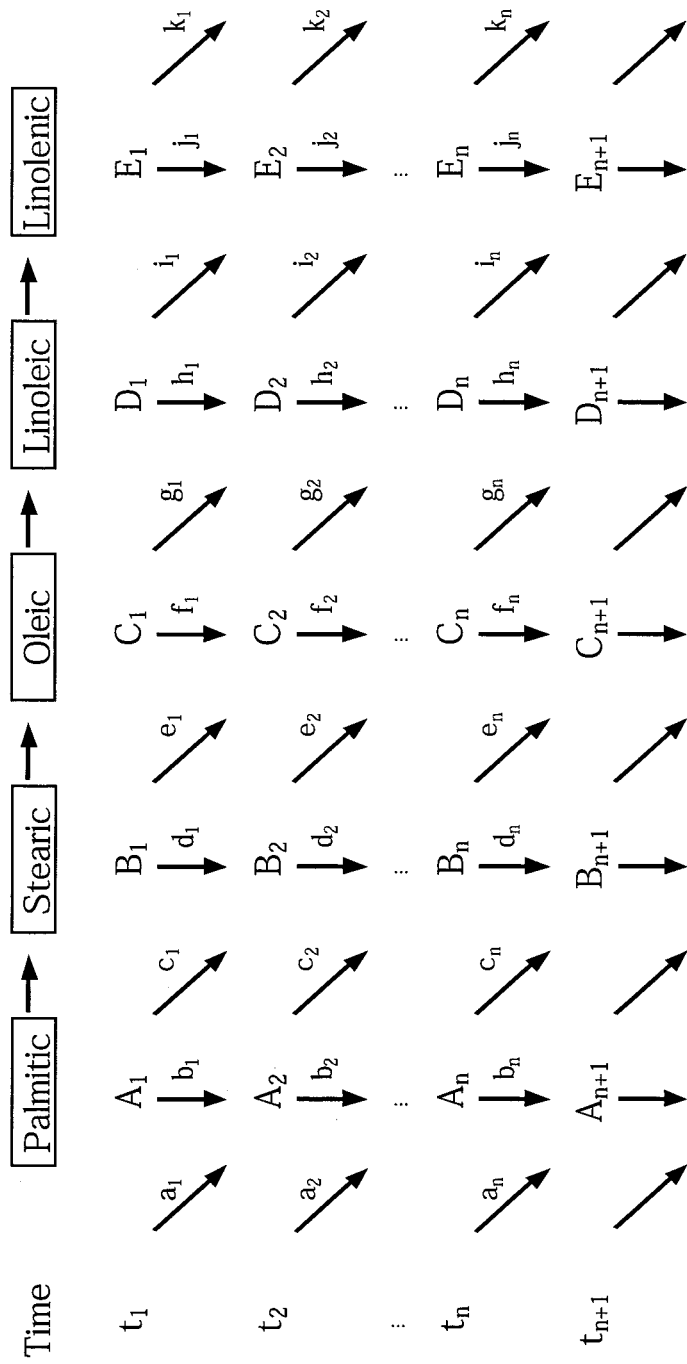 Time Palmitic Stearic Oleic Linoleic Linolenic
t₁ A₁ B₁ C₁ D₁ E₁
a₁ b₁ c₁ d₁ e₁ f₁ g₁ h₁ i₁ j₁ k₁
t₂ A₂ B₂ C₂ D₂ E₂
a₂ b₂ c₂ d₂ e₂ f₂ g₂ h₂ i₂ j₂ k₂
... ... ... ... ... ...
tₙ Aₙ Bₙ Cₙ Dₙ Eₙ
aₙ bₙ cₙ dₙ eₙ fₙ gₙ hₙ iₙ jₙ kₙ
tₙ₊₁ Aₙ₊₁ Bₙ₊₁ Cₙ₊₁ Dₙ₊₁ Eₙ₊₁